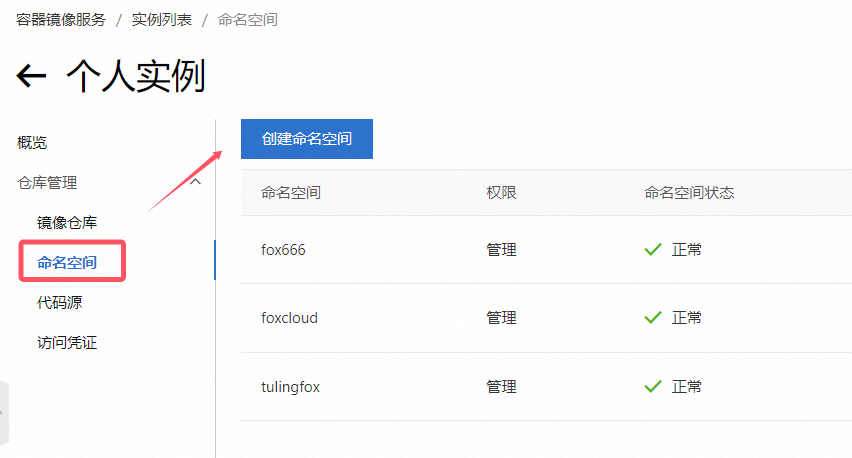 容器镜像服务 / 实例列表 / 命名空间
← 个人实例
概览
仓库管理
镜像仓库
命名空间
代码源
访问凭证
创建命名空间
命名空间 权限 命名空间状态
fox666 管理 正常
foxcloud 管理 正常
tulingfox 管理 正常